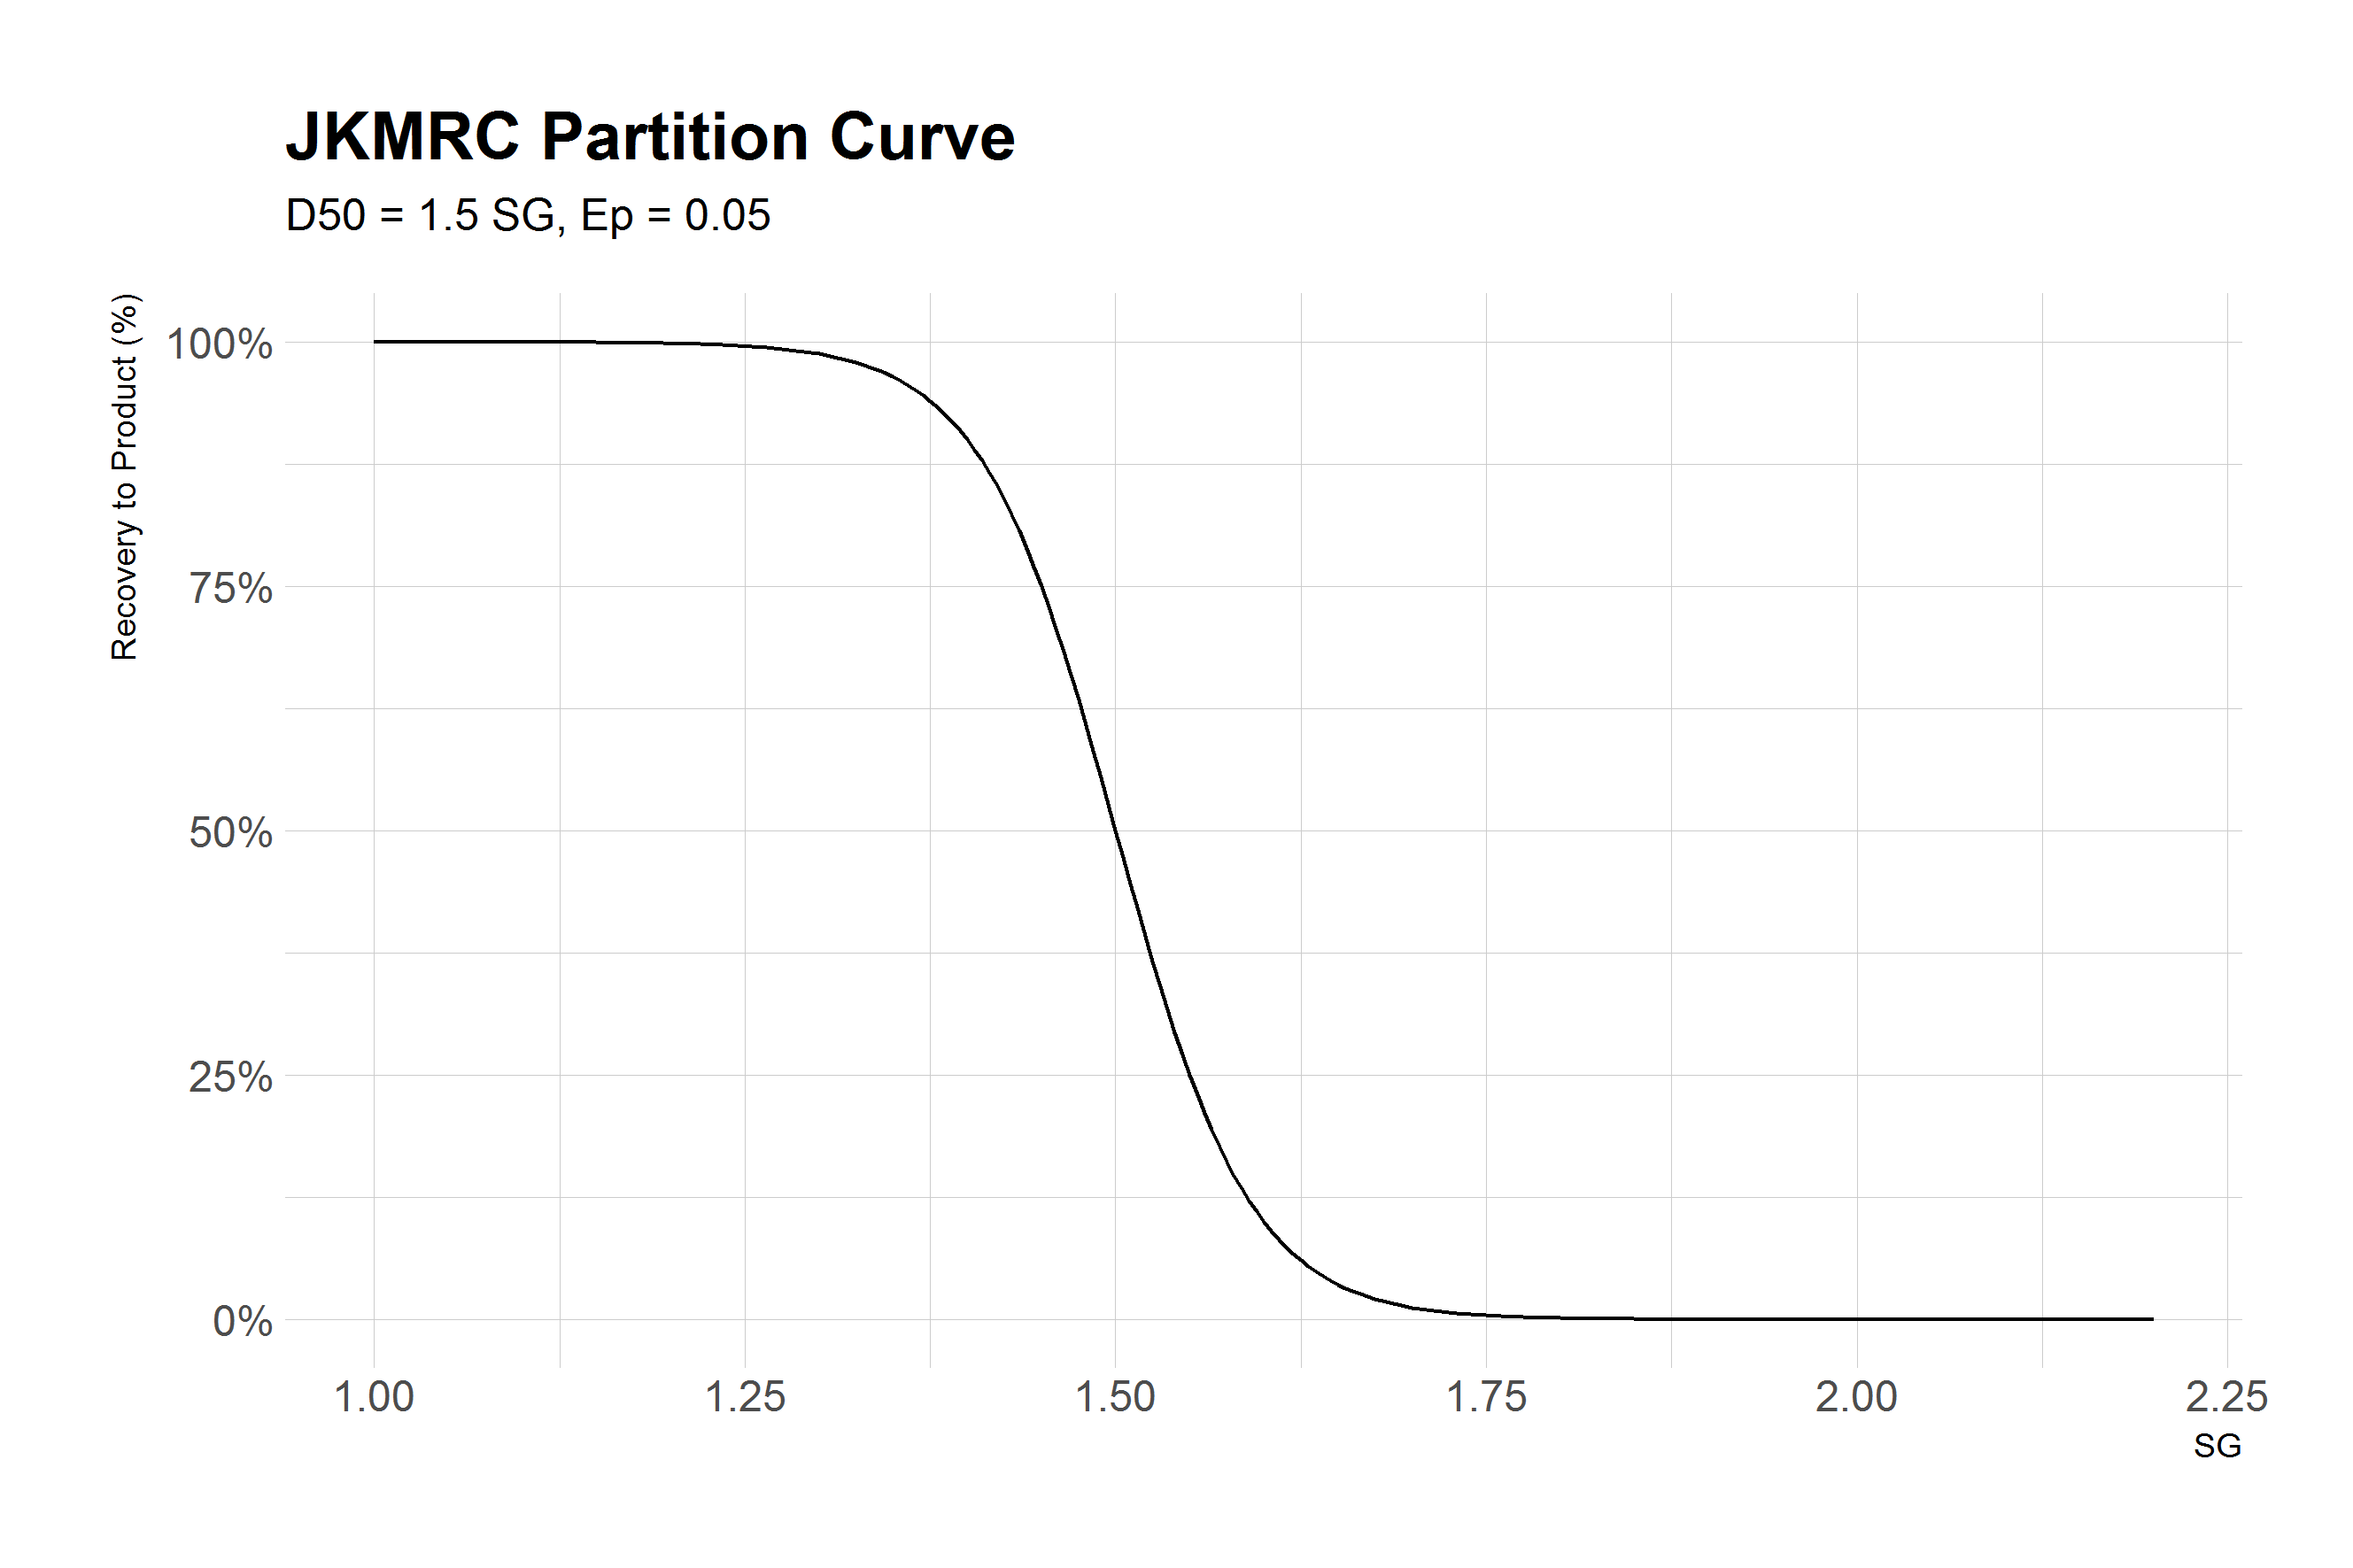 JKMRC Partition Curve
D50 = 1.5 SG, Ep = 0.05
Recovery to Product (%)
100%
75%
50%
25%
0%
1.00 1.25 1.50 1.75 2.00 2.25
SG